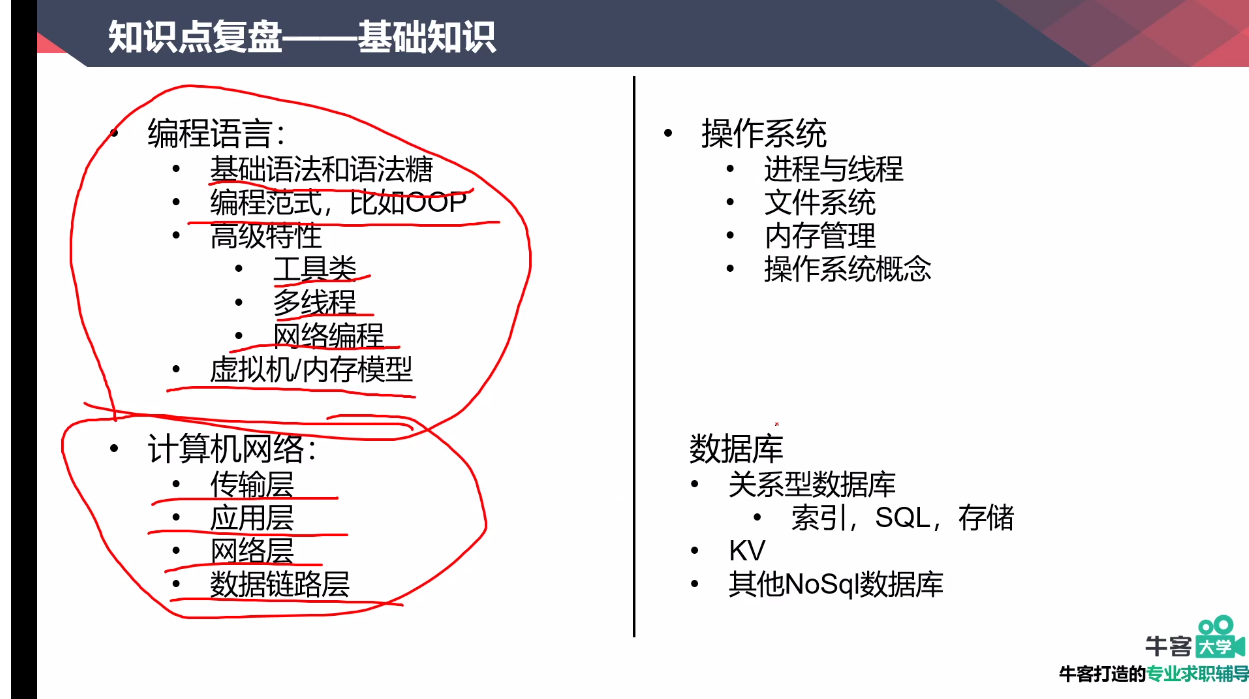 知识点复盘——基础知识
编程语言：
基础语法和语法糖
编程范式，比如OOP
高级特性
工具类
多线程
网络编程
虚拟机/内存模型
计算机网络：
传输层
应用层
网络层
数据链路层
操作系统
进程与线程
文件系统
内存管理
操作系统概念
数据库
关系型数据库
索引，SQL，存储
KV
其他NoSql数据库
牛客大学
牛客打造的专业求职辅导